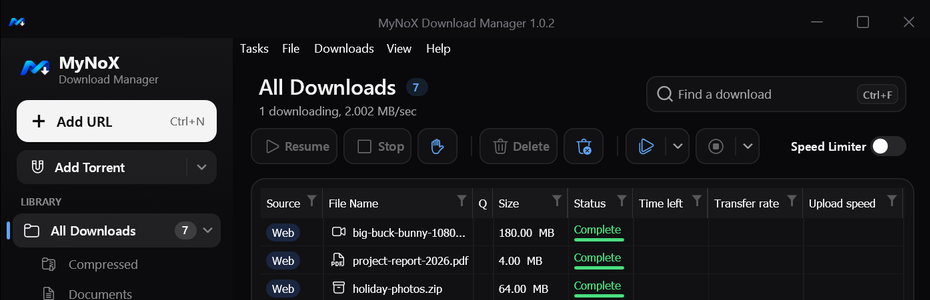 MyNoX Download Manager 1.0.2
Tasks File Downloads View Help
MyNoX
Download Manager
Add URL Ctrl+N
Add Torrent
LIBRARY
All Downloads 7
Compressed
Documents
All Downloads 7
1 downloading, 2.002 MB/sec
Find a download Ctrl+F
Resume Stop Delete Speed Limiter
Source File Name Q Size Status Time left Transfer rate Upload speed
Web big-buck-bunny-1080... 180.00 MB Complete
Web PDF project-report-2026.pdf 4.00 MB Complete
Web holiday-photos.zip 64.00 MB Complete